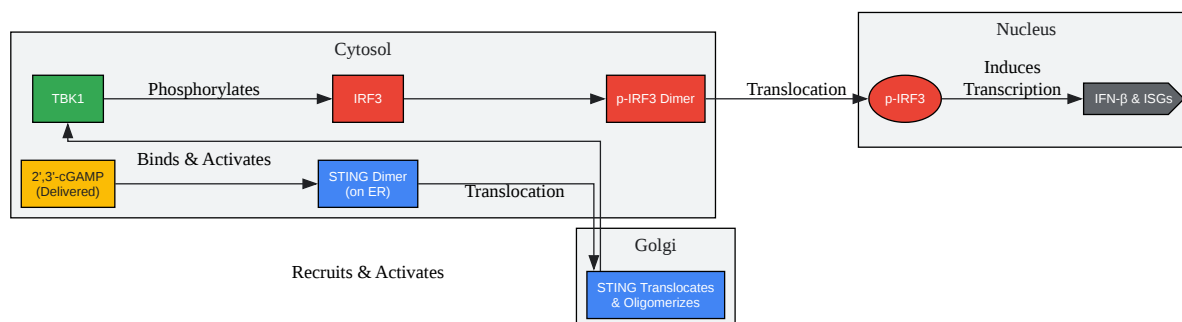 Nucleus
Cytosol
Induces
Transcription
Phosphorylates
Translocation
TBK1
IRF3
p-IRF3 Dimer
p-IRF3
IFN-β & ISGs
Binds & Activates
2',3'-cGAMP
(Delivered)
STING Dimer
(on ER)
Translocation
Golgi
Recruits & Activates
STING Translocates
& Oligomerizes